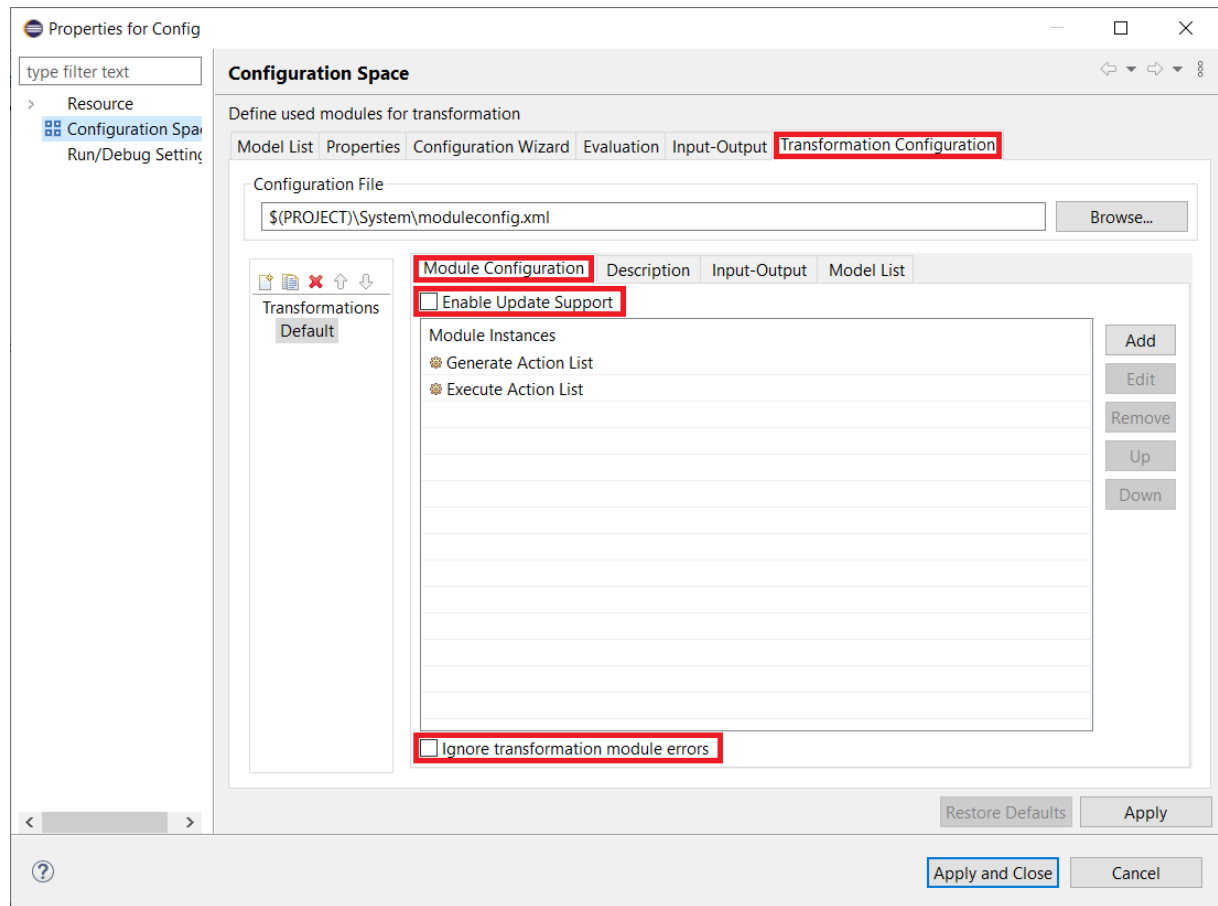 Properties for Config
type filter text
Resource
Configuration Spa
Run/Debug Setting
Configuration Space
Define used modules for transformation
Model List Properties Configuration Wizard Evaluation Input-Output Transformation Configuration
Configuration File
$(PROJECT)\System\moduleconfig.xml Browse...
Module Configuration Description Input-Output Model List
Transformations
Default
Enable Update Support
Module Instances
Generate Action List
Execute Action List
Add
Edit
Remove
Up
Down
Ignore transformation module errors
Restore Defaults Apply
Apply and Close Cancel